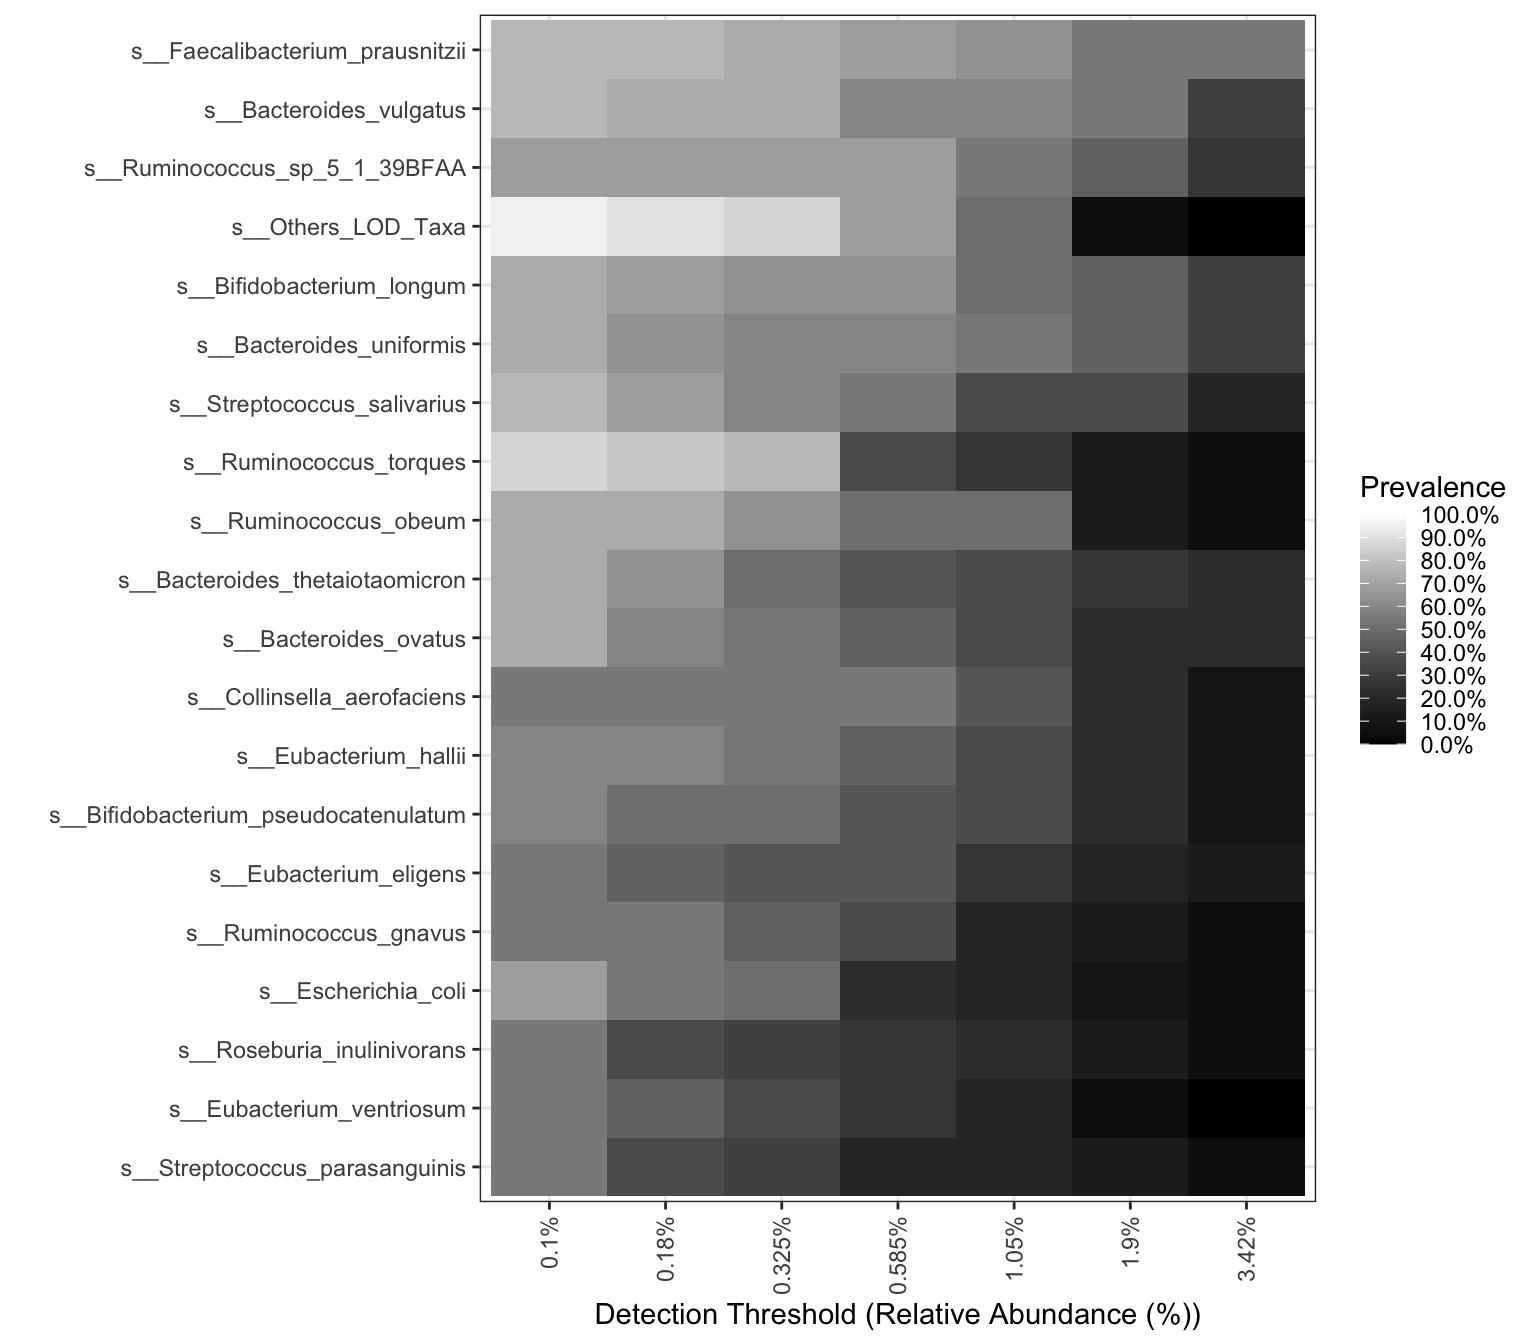 s__Faecalibacterium_prausnitzii
s__Bacteroides_vulgatus
s__Ruminococcus_sp_5_1_39BFAA
s__Others_LOD_Taxa
s__Bifidobacterium_longum
s__Bacteroides_uniformis
s__Streptococcus_salivarius
s__Ruminococcus_torques
s__Ruminococcus_obeum
s__Bacteroides_thetaiotaomicron
s__Bacteroides_ovatus
s__Collinsella_aerofaciens
s__Eubacterium_hallii
s__Bifidobacterium_pseudocatenulatum
s__Eubacterium_eligens
s__Ruminococcus_gnavus
s__Escherichia_coli
s__Roseburia_inulinivorans
s__Eubacterium_ventriosum
s__Streptococcus_parasanguinis
0.1%
0.18%
0.325%
0.585%
1.05%
1.9%
3.42%
Detection Threshold (Relative Abundance (%))
Prevalence
100.0%
90.0%
80.0%
70.0%
60.0%
50.0%
40.0%
30.0%
20.0%
10.0%
0.0%